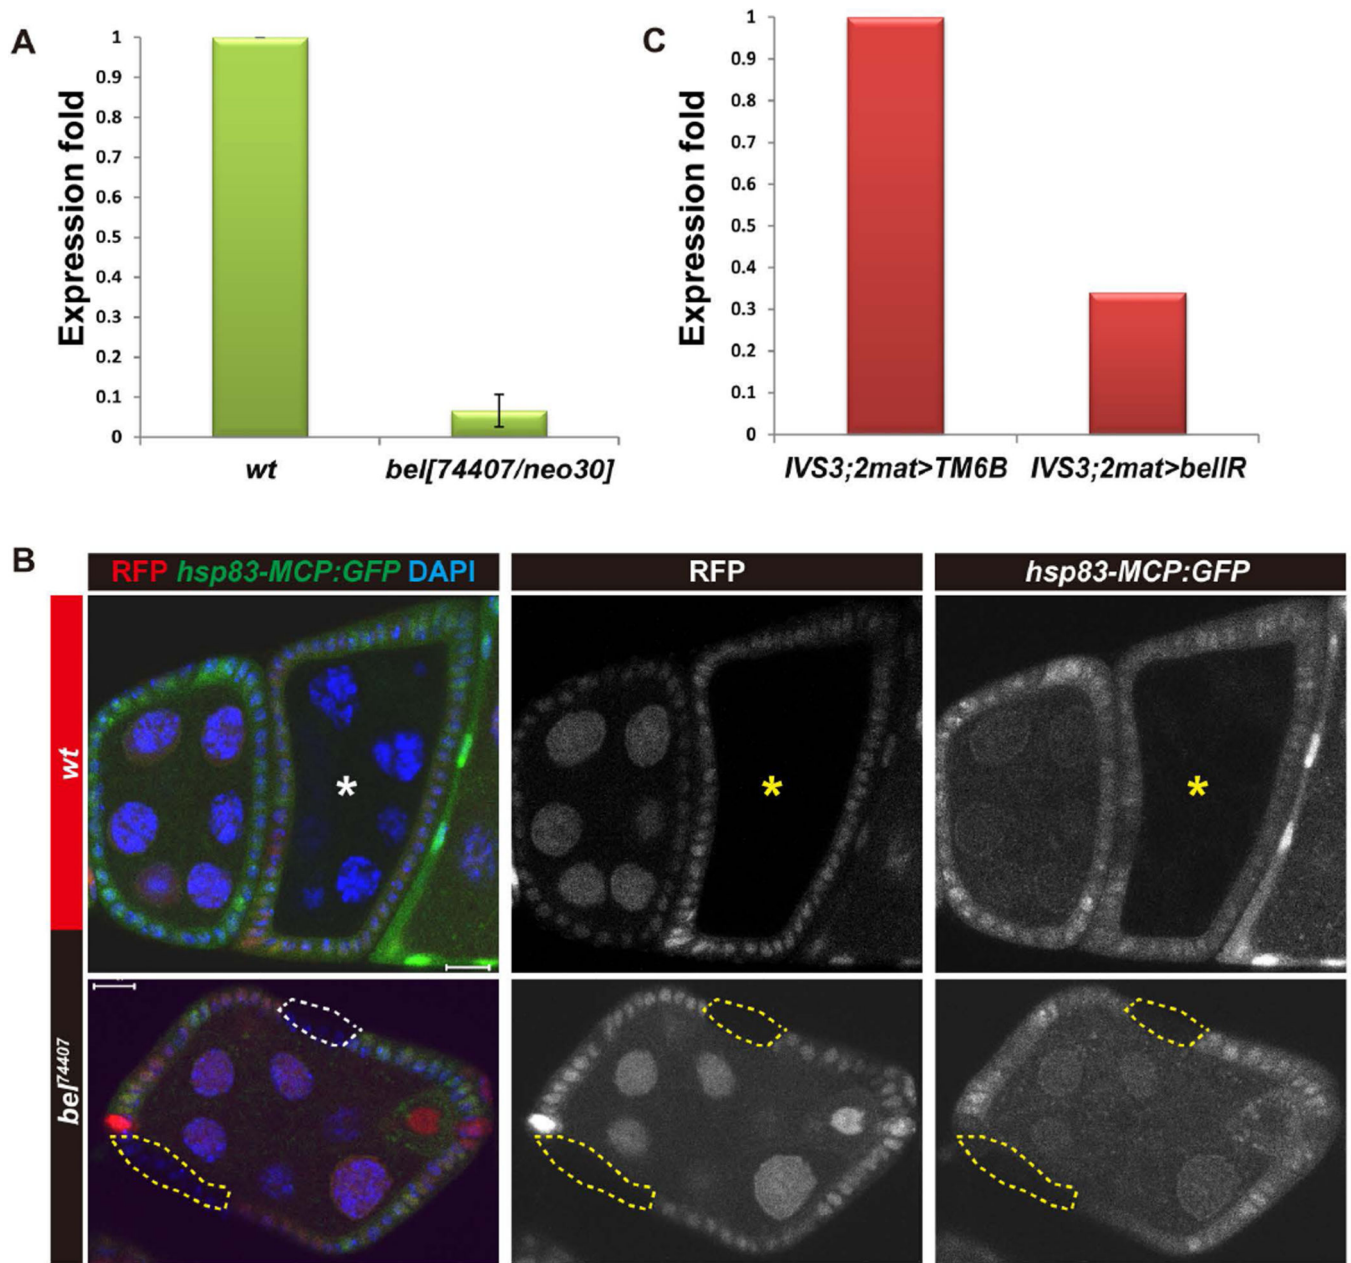 A
Expression fold
1
0.9
0.8
0.7
0.6
0.5
0.4
0.3
0.2
0.1
0
wt
bel[74407/neo30]
C
Expression fold
1
0.9
0.8
0.7
0.6
0.5
0.4
0.3
0.2
0.1
0
IVS3;2mat>TM6B
IVS3;2mat>belIR
B
RFP hsp83-MCP:GFP DAPI
RFP
hsp83-MCP:GFP
wt
*
*
*
bel74407